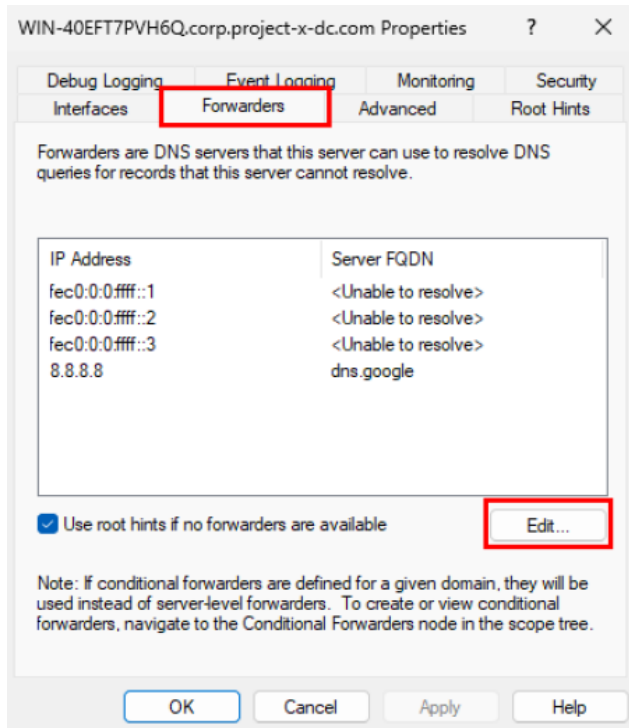 WIN-40EFT7PVH6Q.corp.project-x-dc.com Properties ? ✕
Debug Logging Event Logging Monitoring Security
Interfaces Forwarders Advanced Root Hints
Forwarders are DNS servers that this server can use to resolve DNS
queries for records that this server cannot resolve.
IP Address Server FQDN
fec0:0:0:ffff::1 <Unable to resolve>
fec0:0:0:ffff::2 <Unable to resolve>
fec0:0:0:ffff::3 <Unable to resolve>
8.8.8.8 dns.google
Use root hints if no forwarders are available Edit...
Note: If conditional forwarders are defined for a given domain, they will be
used instead of server-level forwarders. To create or view conditional
forwarders, navigate to the Conditional Forwarders node in the scope tree.
OK Cancel Apply Help